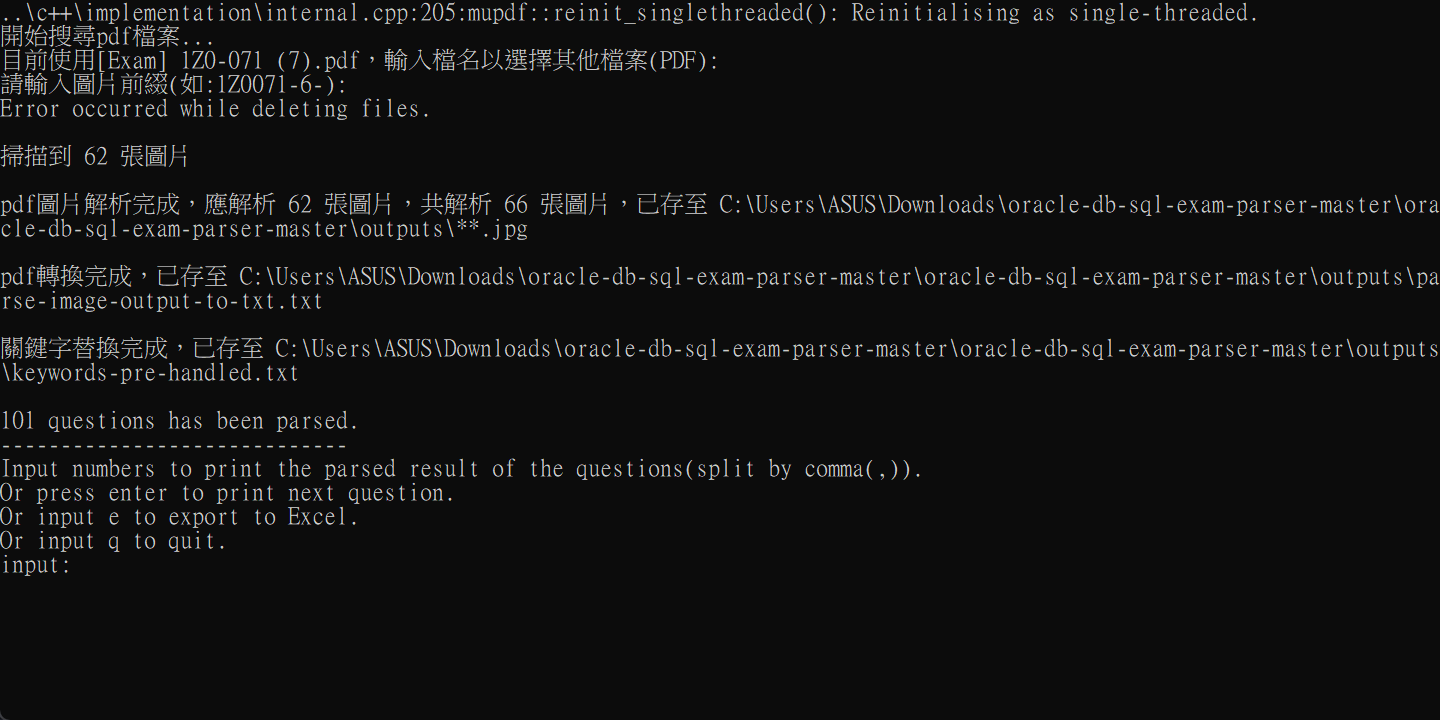 ..\c++\implementation\internal.cpp:205:mupdf::reinit_singlethreaded(): Reinitialising as single-threaded.
開始搜尋pdf檔案...
目前使用[Exam] 1Z0-071 (7).pdf，輸入檔名以選擇其他檔案(PDF):
請輸入圖片前綴(如:1Z0071-6-):
Error occurred while deleting files.
掃描到 62 張圖片
pdf圖片解析完成，應解析 62 張圖片，共解析 66 張圖片，已存至 C:\Users\ASUS\Downloads\oracle-db-sql-exam-parser-master\ora
cle-db-sql-exam-parser-master\outputs\**.jpg
pdf轉換完成，已存至 C:\Users\ASUS\Downloads\oracle-db-sql-exam-parser-master\oracle-db-sql-exam-parser-master\outputs\pa
rse-image-output-to-txt.txt
關鍵字替換完成，已存至 C:\Users\ASUS\Downloads\oracle-db-sql-exam-parser-master\oracle-db-sql-exam-parser-master\outputs
\keywords-pre-handled.txt
101 questions has been parsed.
-----------------------------
Input numbers to print the parsed result of the questions(split by comma(,)).
Or press enter to print next question.
Or input e to export to Excel.
Or input q to quit.
input: